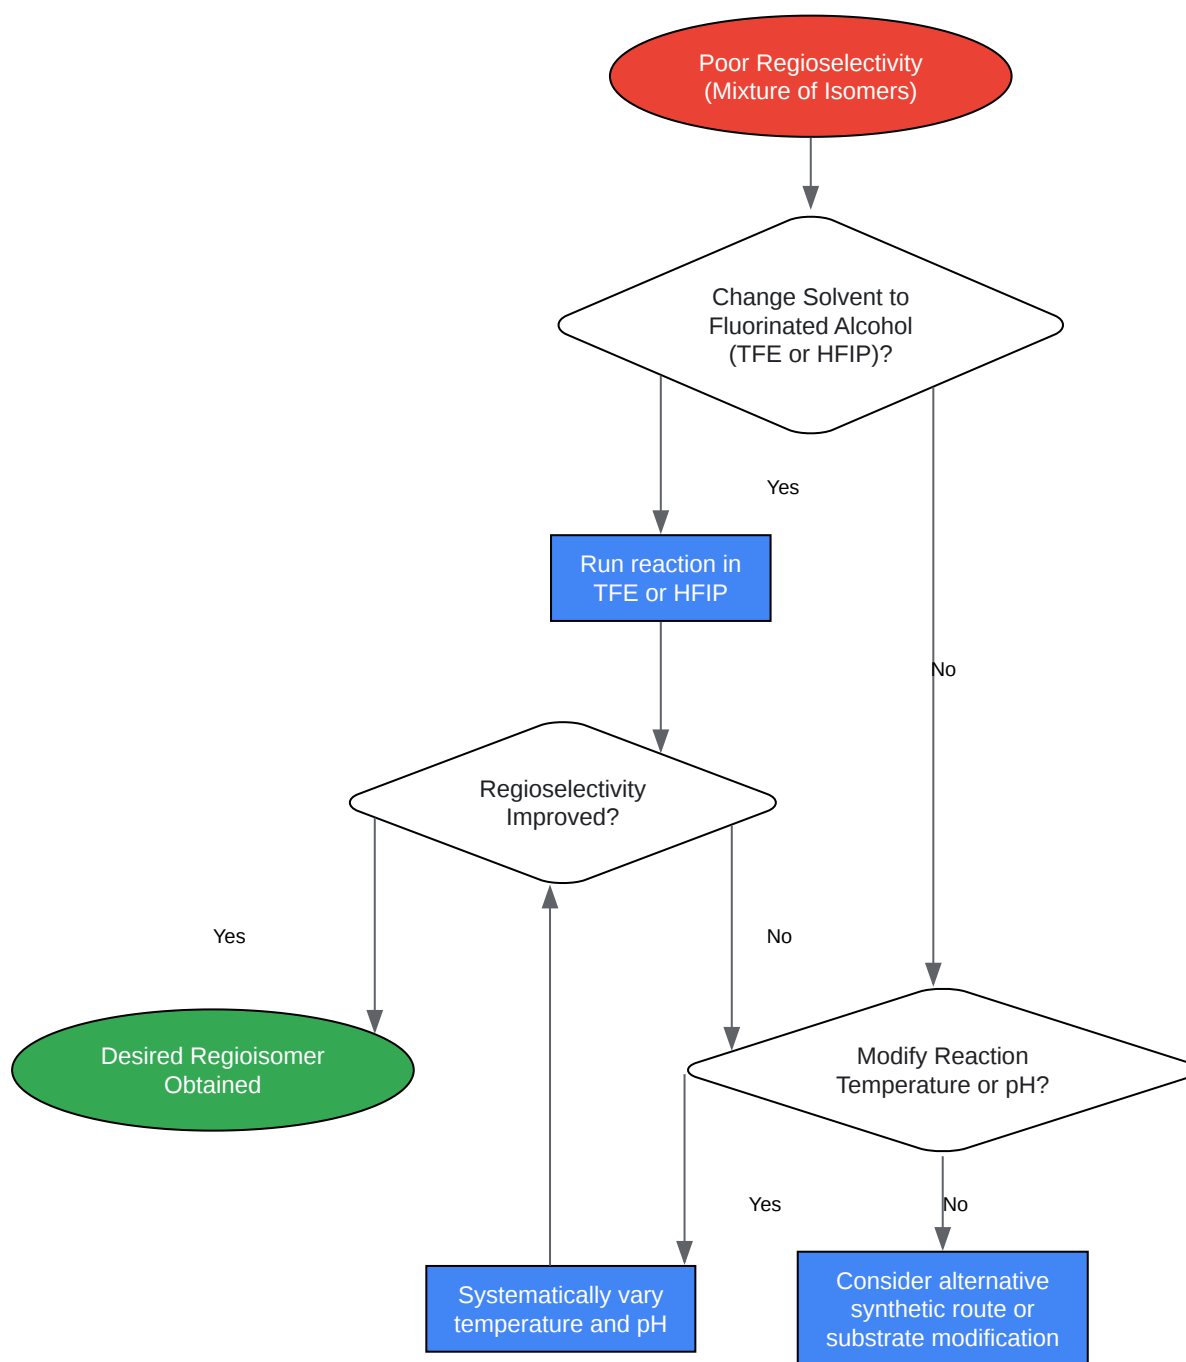 Poor Regioselectivity
(Mixture of Isomers)
Change Solvent to
Fluorinated Alcohol
(TFE or HFIP)?
Yes
Run reaction in
TFE or HFIP
No
Regioselectivity
Improved?
Yes
No
Desired Regioisomer
Obtained
Modify Reaction
Temperature or pH?
Yes
No
Systematically vary
temperature and pH
Consider alternative
synthetic route or
substrate modification